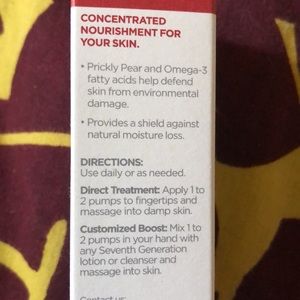 CONCENTRATED
NOURISHMENT FOR
YOUR SKIN.
• Prickly Pear and Omega-3
fatty acids help defend
skin from environmental
damage.
• Provides a shield against
natural moisture loss.
DIRECTIONS:
Use daily or as needed.
Direct Treatment: Apply 1 to
2 pumps to fingertips and
massage into damp skin.
Customized Boost: Mix 1 to
2 pumps in your hand with
any Seventh Generation
lotion or cleanser and
massage into skin.
Contact us: